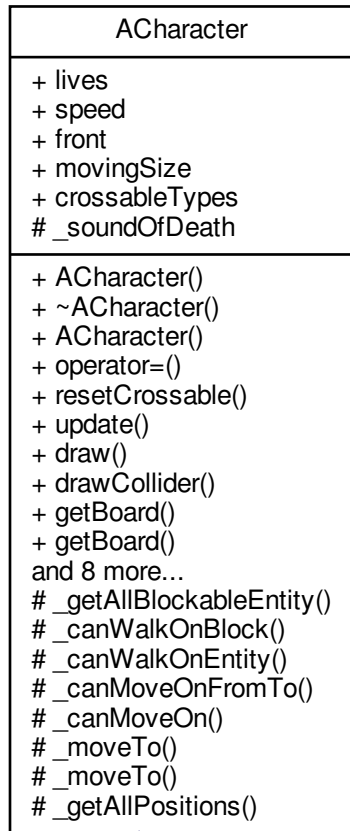 ACharacter
+ lives
+ speed
+ front
+ movingSize
+ crossableTypes
# _soundOfDeath
+ ACharacter()
+ ~ACharacter()
+ ACharacter()
+ operator=()
+ resetCrossable()
+ update()
+ draw()
+ drawCollider()
+ getBoard()
+ getBoard()
and 8 more...
# _getAllBlockableEntity()
# _canWalkOnBlock()
# _canWalkOnEntity()
# _canMoveOnFromTo()
# _canMoveOn()
# _moveTo()
# _moveTo()
# _getAllPositions()